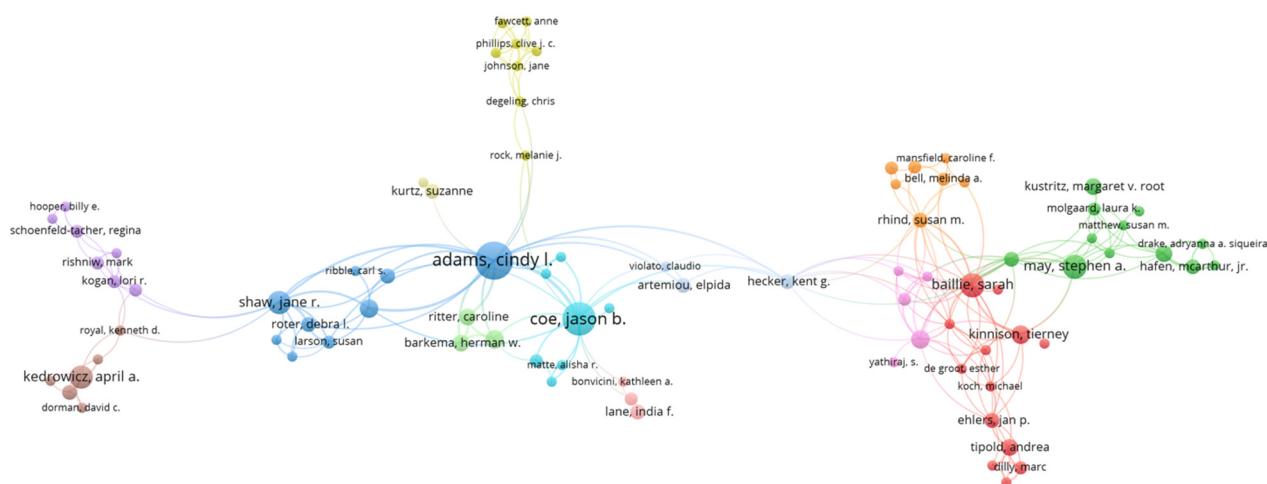 fawcett, anne
phillips, clive j. c.
johnson, jane
degeling, chris
rock, melanie j.
kurtz, suzanne
hooper, billy e.
schoenfeld-tacher, regina
rishniw, mark
kogan, lori r.
royal, kenneth d.
kedrowicz, april a.
dorman, david c.
adams, cindy l.
ribble, carl s.
shaw, jane r.
roter, debra l.
larson, susan
ritter, caroline
barkema, herman w.
coe, jason b.
matte, alisha r.
bonvicini, kathleen a.
lane, india f.
violato, claudio
artemiou, elpida
hecker, kent g.
mansfield, caroline f.
bell, melinda a.
rhind, susan m.
kustritz, margaret v. root
molgaard, laura k.
matthew, susan m.
drake, adryanna a. siqueira
hafen, mcarthur, jr.
may, stephen a.
baillie, sarah
kinnison, tierney
yathiraj, s.
de groot, esther
koch, michael
ehlers, jan p.
tipold, andrea
dilly, marc